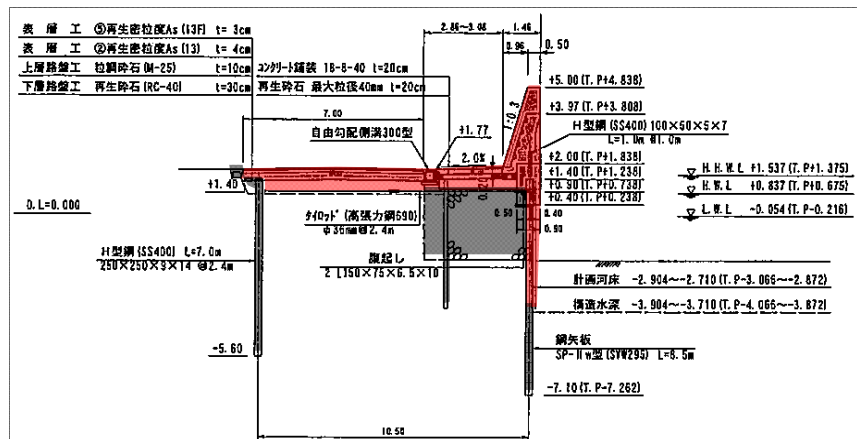 表 層 工 ⑤再生密粒度As(13F) t= 3cm
表 層 工 ②再生密粒度As(13) t= 4cm
上層路盤工 粒調砕石(M-25) t=10cm
下層路盤工 再生砕石(RC-40) t=30cm
コンクリート舗装 18-8-40 t=20cm
再生砕石 最大粒径40mm t=20cm
2.86~3.08
1.46
0.96
0.50
7.00
自由勾配側溝300型
+1.77
2.0%
1:0.3
+5.00(T.P+4.838)
+3.97(T.P+3.808)
H型鋼(SS400)100×50×5×7
L=1.0m @1.0m
+2.00(T.P+1.838)
+1.40(T.P+1.238)
+0.90(T.P+0.738)
+0.40(T.P+0.238)
H.H.W.L +1.537(T.P+1.375)
H.W.L +0.837(T.P+0.675)
L.W.L -0.054(T.P-0.216)
+1.40
D.L=0.000
0.50
0.40
0.90
タイロッド(高張力鋼690)
φ36mm@2.4m
H型鋼(SS400) L=7.0m
250×250×9×14 @2.4m
腹起し
2［150×75×6.5×10
計画河床 -2.904~-2.710(T.P-3.066~-2.872)
構造水深 -3.904~-3.710(T.P-4.066~-3.872)
鋼矢板
SP-Ⅱw型(SYW295) L=8.5m
-5.60
-7.10(T.P-7.262)
10.50